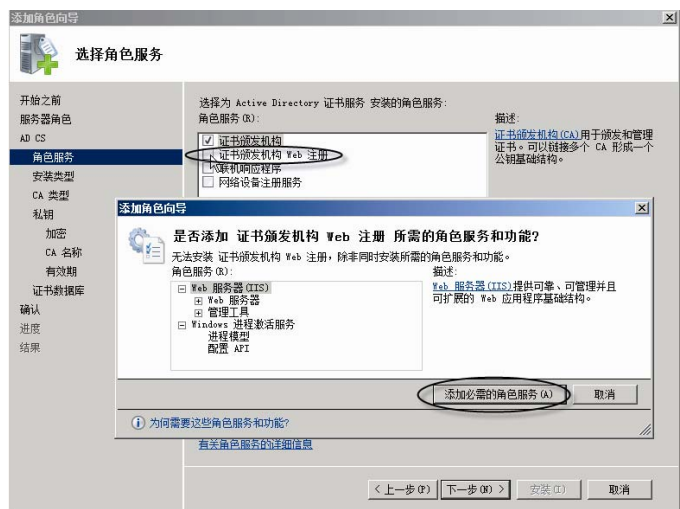 添加角色向导
选择角色服务
开始之前
服务器角色
AD CS
角色服务
安装类型
CA 类型
私钥
加密
CA 名称
有效期
证书数据库
确认
进度
结果
选择为 Active Directory 证书服务 安装的角色服务:
角色服务(R):
证书颁发机构
证书颁发机构 Web 注册
联机响应程序
网络设备注册服务
描述:
证书颁发机构(CA)用于颁发和管理
证书。可以链接多个 CA 形成一个
公钥基础结构。
添加角色向导
是否添加 证书颁发机构 Web 注册 所需的角色服务和功能?
无法安装 证书颁发机构 Web 注册，除非同时安装所需的角色服务和功能。
角色服务(R):
Web 服务器(IIS)
Web 服务器
管理工具
Windows 进程激活服务
进程模型
配置 API
描述:
Web 服务器(IIS)提供可靠、可管理并且
可扩展的 Web 应用程序基础结构。
添加必需的角色服务(A)
取消
为何需要这些角色服务和功能?
有关角色服务的详细信息
< 上一步(P)
下一步(N) >
安装(I)
取消